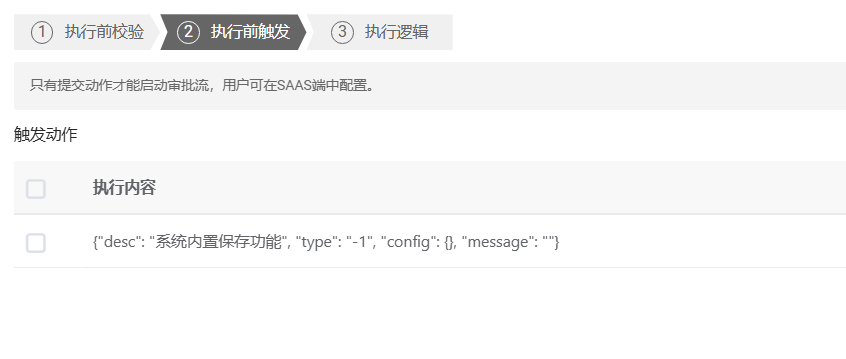 1 执行前校验 2 执行前触发 3 执行逻辑
只有提交动作才能启动审批流，用户可在SAAS端中配置。
触发动作
执行内容
{"desc": "系统内置保存功能", "type": "-1", "config": {}, "message": ""}